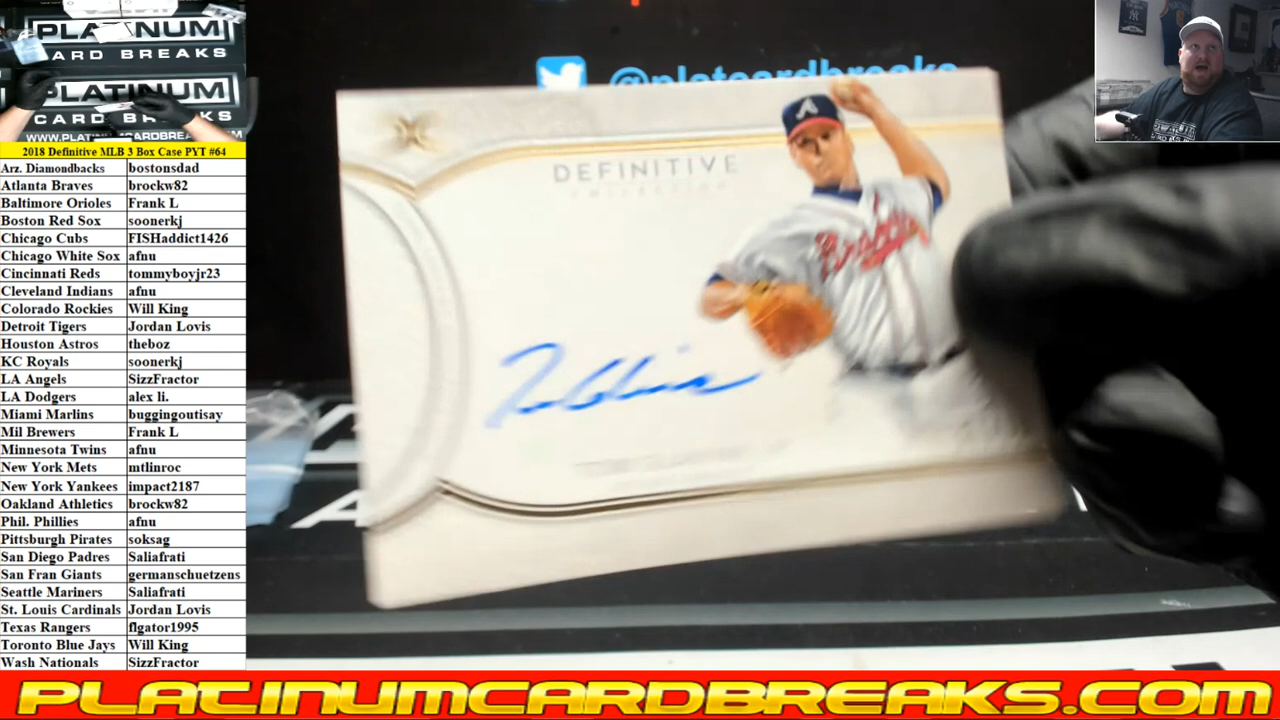 PLATINUM
CARD BREAKS
PLATINUM
CARD BREAKS
WWW.PLATINUMCARDBREAKS
2018 Definitive MLB 3 Box Case PYT #64
Arz. Diamondbacks bostonsdad
Atlanta Braves brockw82
Baltimore Orioles Frank L
Boston Red Sox soonerkj
Chicago Cubs FISHaddict1426
Chicago White Sox afnu
Cincinnati Reds tommyboyjr23
Cleveland Indians afnu
Colorado Rockies Will King
Detroit Tigers Jordan Lovis
Houston Astros theboz
KC Royals soonerkj
LA Angels SizzFractor
LA Dodgers alex li.
Miami Marlins buggingoutisay
Mil Brewers Frank L
Minnesota Twins afnu
New York Mets mtlinroc
New York Yankees impact2187
Oakland Athletics brockw82
Phil. Phillies afnu
Pittsburgh Pirates soksag
San Diego Padres Saliafrati
San Fran Giants germanschuetzens
Seattle Mariners Saliafrati
St. Louis Cardinals Jordan Lovis
Texas Rangers flgator1995
Toronto Blue Jays Will King
Wash Nationals SizzFractor
@platcardbreaks
A
DEFINITIVE
COLLECTION
Braves
PLATINUMCARDBREAKS.COM